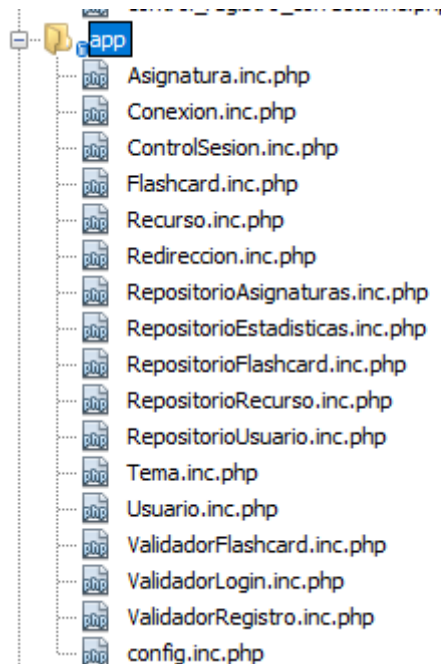 app
Asignatura.inc.php
Conexion.inc.php
ControlSesion.inc.php
Flashcard.inc.php
Recurso.inc.php
Redireccion.inc.php
RepositorioAsignaturas.inc.php
RepositorioEstadisticas.inc.php
RepositorioFlashcard.inc.php
RepositorioRecurso.inc.php
RepositorioUsuario.inc.php
Tema.inc.php
Usuario.inc.php
ValidadorFlashcard.inc.php
ValidadorLogin.inc.php
ValidadorRegistro.inc.php
config.inc.php